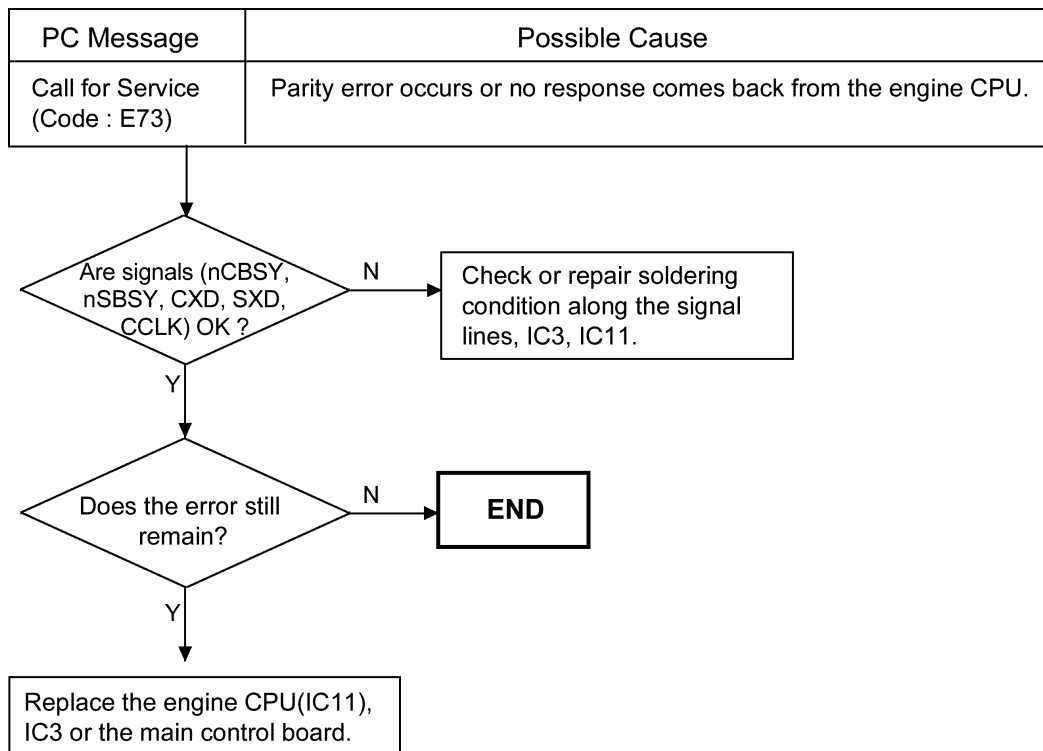 PC Message
Possible Cause
Call for Service
(Code : E73)
Parity error occurs or no response comes back from the engine CPU.
Are signals (nCBSY,
nSBSY, CXD, SXD,
CCLK) OK ?
N
Check or repair soldering
condition along the signal
lines, IC3, IC11.
Y
Does the error still
remain?
N
END
Y
Replace the engine CPU(IC11),
IC3 or the main control board.